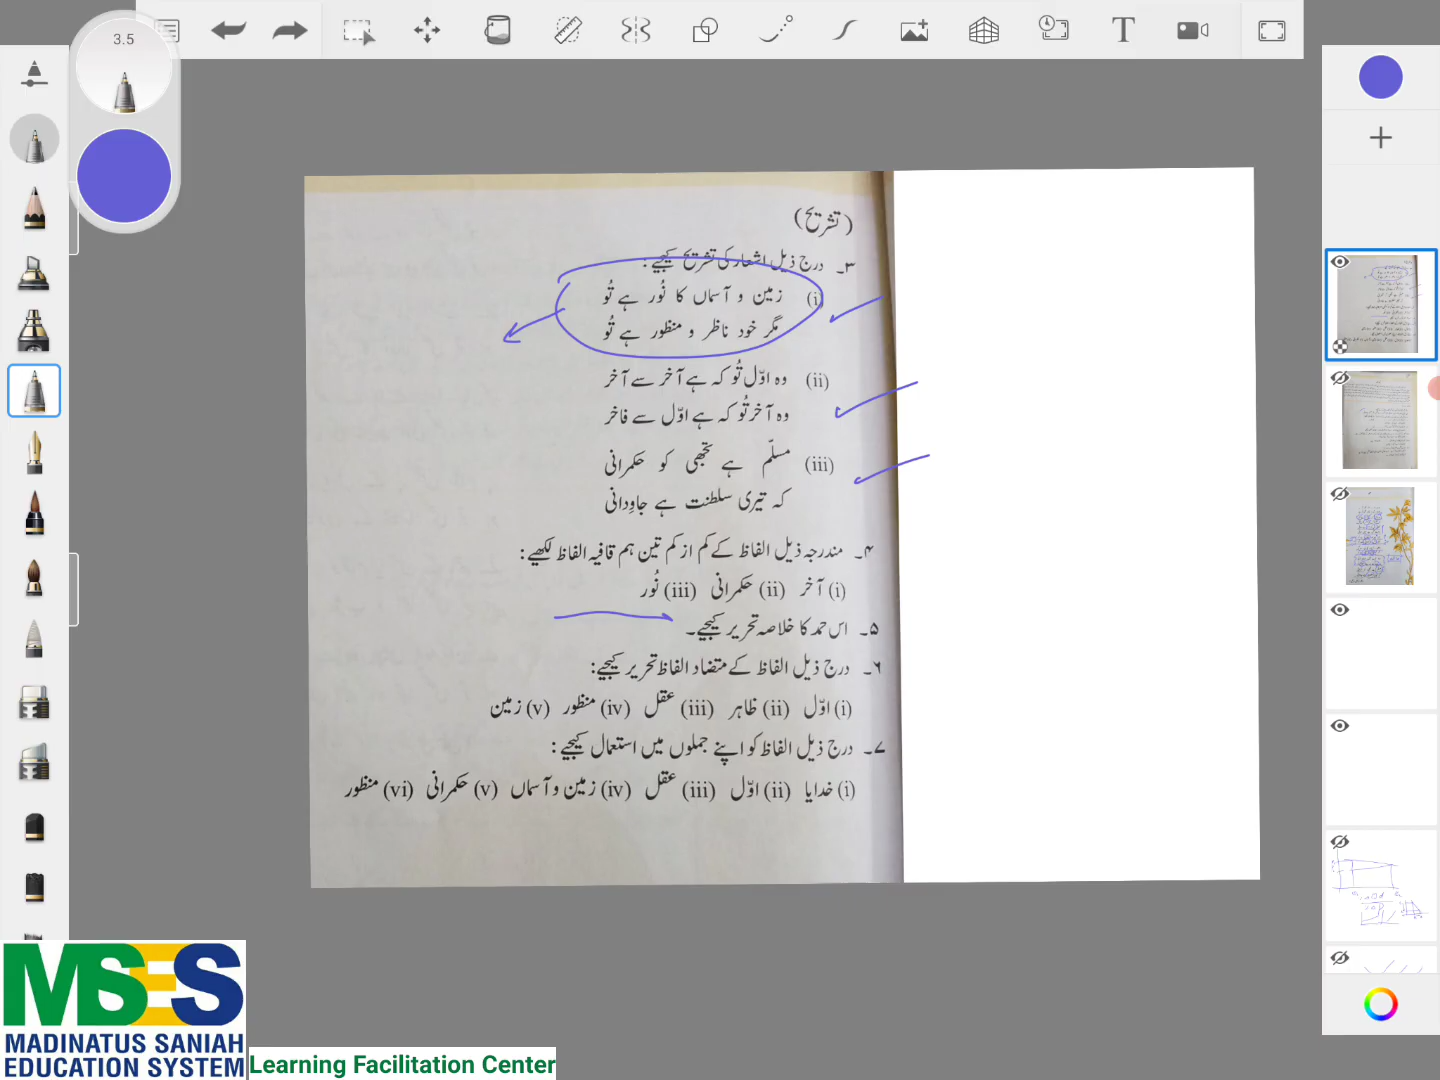 3.5
T
(تشریح)
۳۔ درج ذیل اشعار کی تشریح کیجیے:
(i) زمین و آسماں کا نُور ہے تُو
مگر خود ناظر و منظور ہے تُو
(ii) وہ اوّل تُو کہ ہے آخر سے آخر
وہ آخر تُو کہ ہے اوّل سے فاخر
(iii) مسلّم ہے تجھی کو حکمرانی
کہ تیری سلطنت ہے جاوِدانی
۴۔ مندرجہ ذیل الفاظ کے کم از کم تین ہم قافیہ الفاظ لکھیے:
(i) آخر (ii) حکمرانی (iii) نُور
۵۔ اس حمد کا خلاصہ تحریر کیجیے۔
۶۔ درج ذیل الفاظ کے متضاد الفاظ تحریر کیجیے:
(i) اوّل (ii) ظاہر (iii) عقل (iv) منظور (v) زمین
۷۔ درج ذیل الفاظ کو اپنے جملوں میں استعمال کیجیے:
(i) خدایا (ii) اوّل (iii) عقل (iv) زمین و آسماں (v) حکمرانی (vi) منظور
MSES
MADINATUS SANIAH
EDUCATION SYSTEM
Learning Facilitation Center